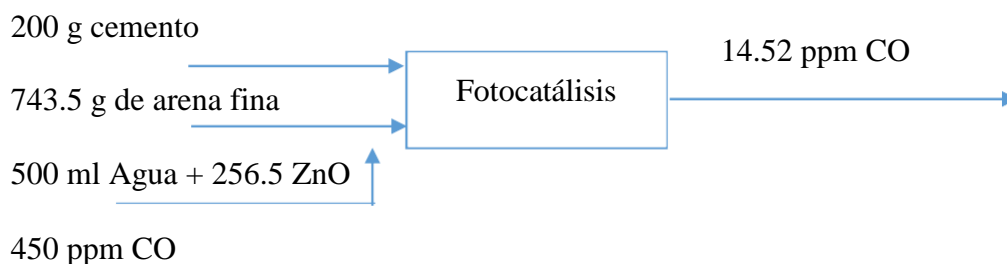 200 g cemento
743.5 g de arena fina
500 ml Agua + 256.5 ZnO
450 ppm CO
Fotocatálisis
14.52 ppm CO